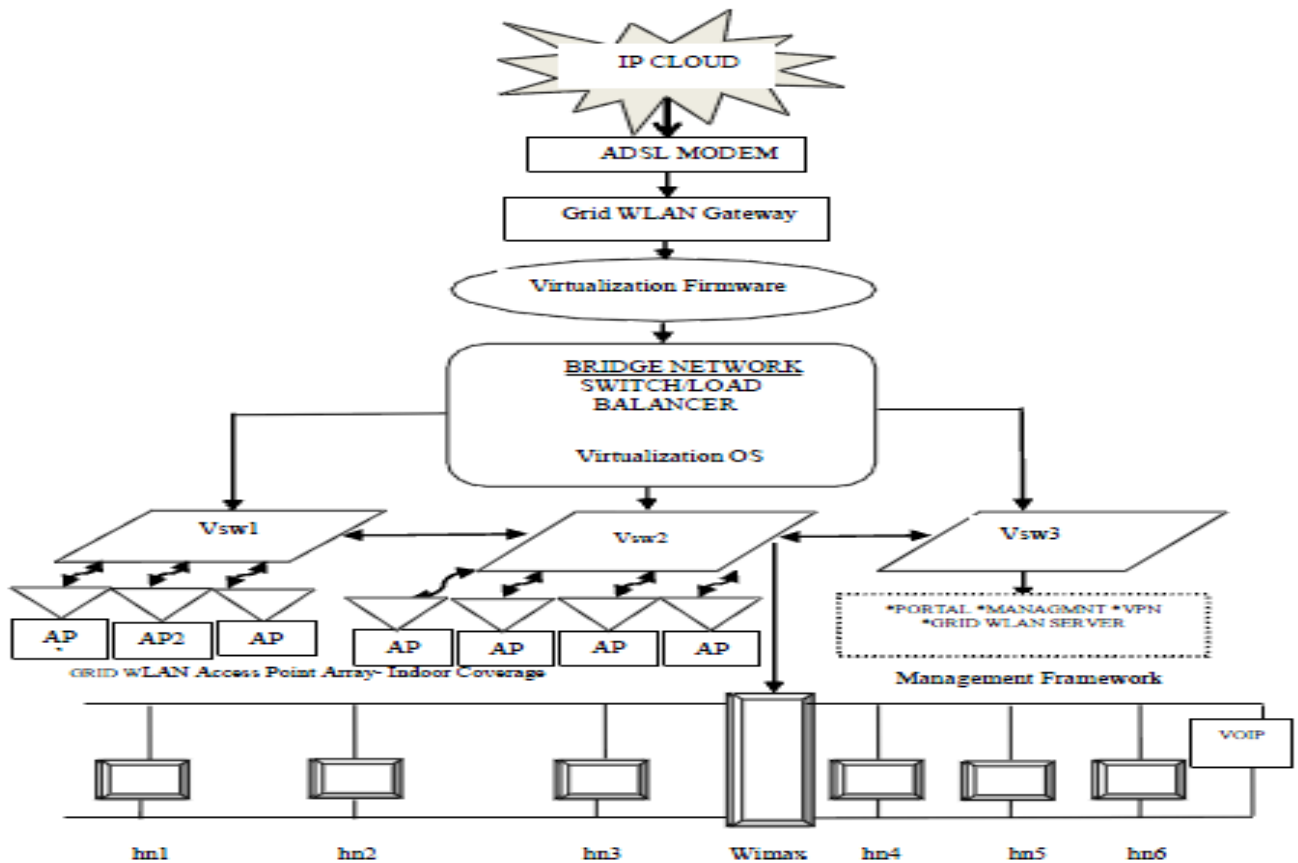 IP CLOUD
ADSL MODEM
Grid WLAN Gateway
Virtualization Firmware
BRIDGE NETWORK
SWITCH/LOAD
BALANCER
Virtualization OS
Vsw1
Vsw2
Vsw3
AP
AP2
AP
AP
AP
AP
AP
*PORTAL *MANAGMNT *VPN
*GRID WLAN SERVER
GRID WLAN Access Point Array- Indoor Coverage
Management Framework
VOIP
hn1
hn2
hn3
Wimax
hn4
hn5
hn6